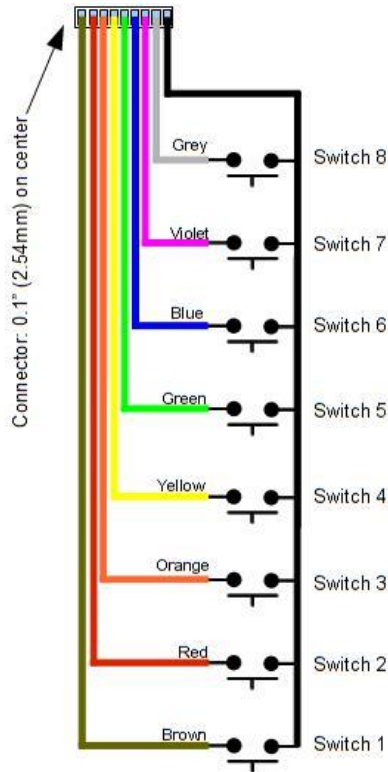 Connector: 0.1" (2.54mm) on center
Grey
Switch 8
Violet
Switch 7
Blue
Switch 6
Green
Switch 5
Yellow
Switch 4
Orange
Switch 3
Red
Switch 2
Brown
Switch 1